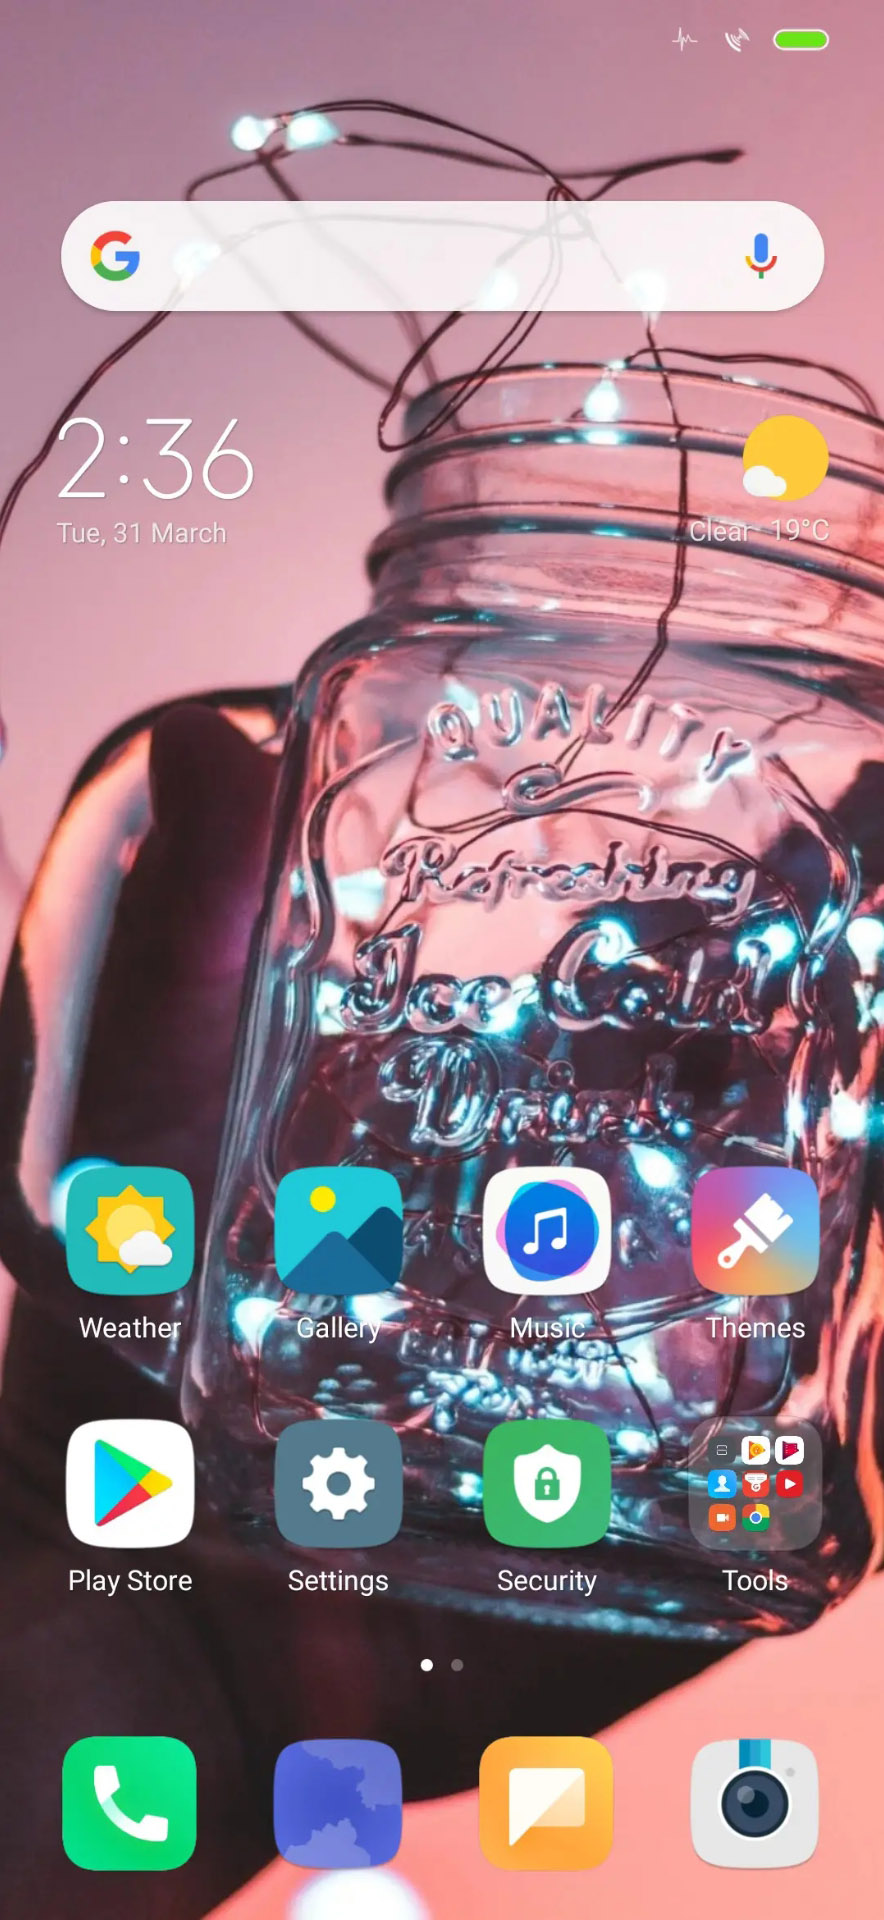 2:36
Tue, 31 March
Clear 19°C
QUALITY
Refreshing
Ice Cold
Drink
Weather
Gallery
Music
Themes
Play Store
Settings
Security
Tools